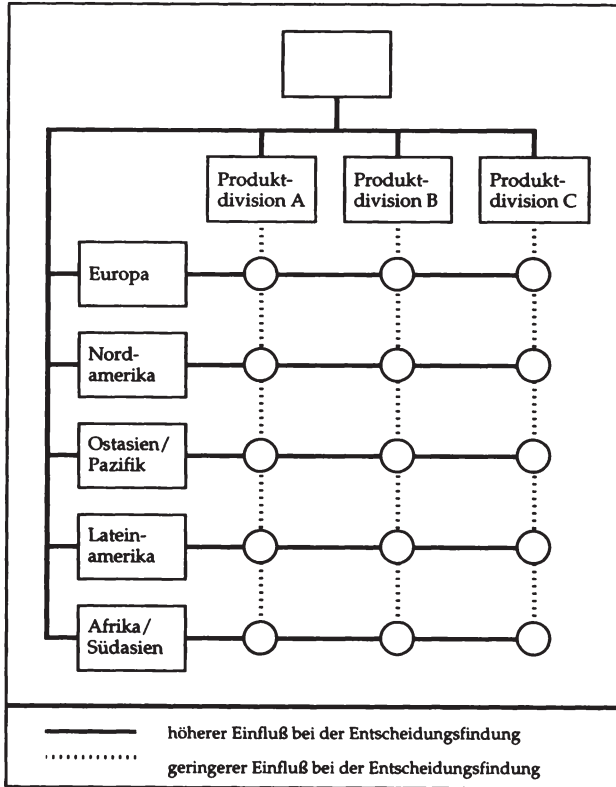 Produkt-
division A
Produkt-
division B
Produkt-
division C
Europa
Nord-
amerika
Ostasien/
Pazifik
Latein-
amerika
Afrika/
Südasien
höherer Einfluß bei der Entscheidungsfindung
geringerer Einfluß bei der Entscheidungsfindung